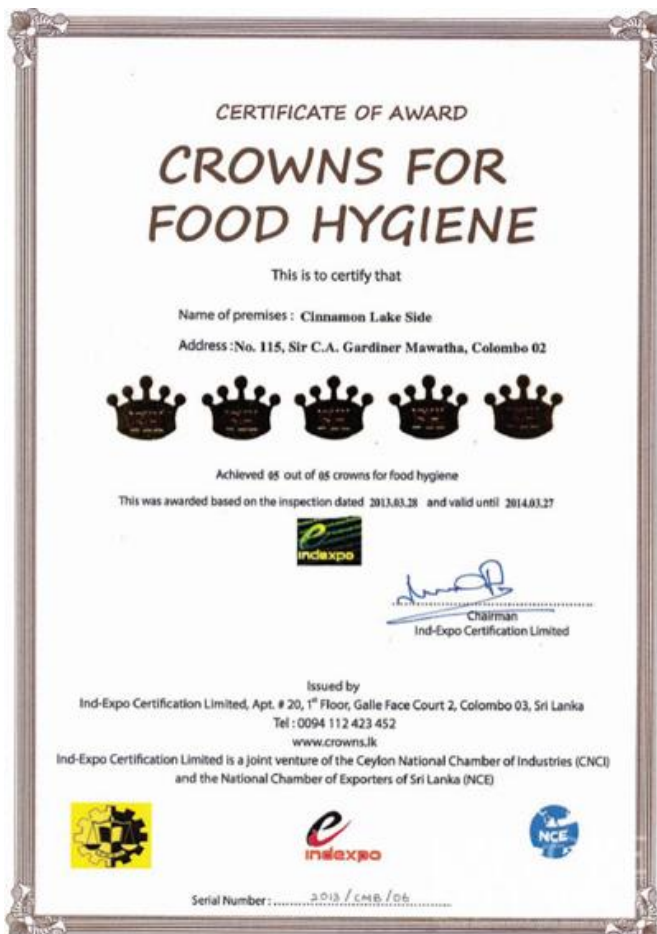 CERTIFICATE OF AWARD
CROWNS FOR
FOOD HYGIENE
This is to certify that
Name of premises : Cinnamon Lake Side
Address :No. 115, Sir C.A. Gardiner Mawatha, Colombo 02
Achieved 05 out of 05 crowns for food hygiene
This was awarded based on the inspection dated 2013.03.28 and valid until 2014.03.27
indexpo
Chairman
Ind-Expo Certification Limited
Issued by
Ind-Expo Certification Limited, Apt. # 20, 1st Floor, Galle Face Court 2, Colombo 03, Sri Lanka
Tel : 0094 112 423 452
www.crowns.lk
Ind-Expo Certification Limited is a joint venture of the Ceylon National Chamber of Industries (CNCI)
and the National Chamber of Exporters of Sri Lanka (NCE)
indexpo
NCE
Serial Number : 2013/CMB/06